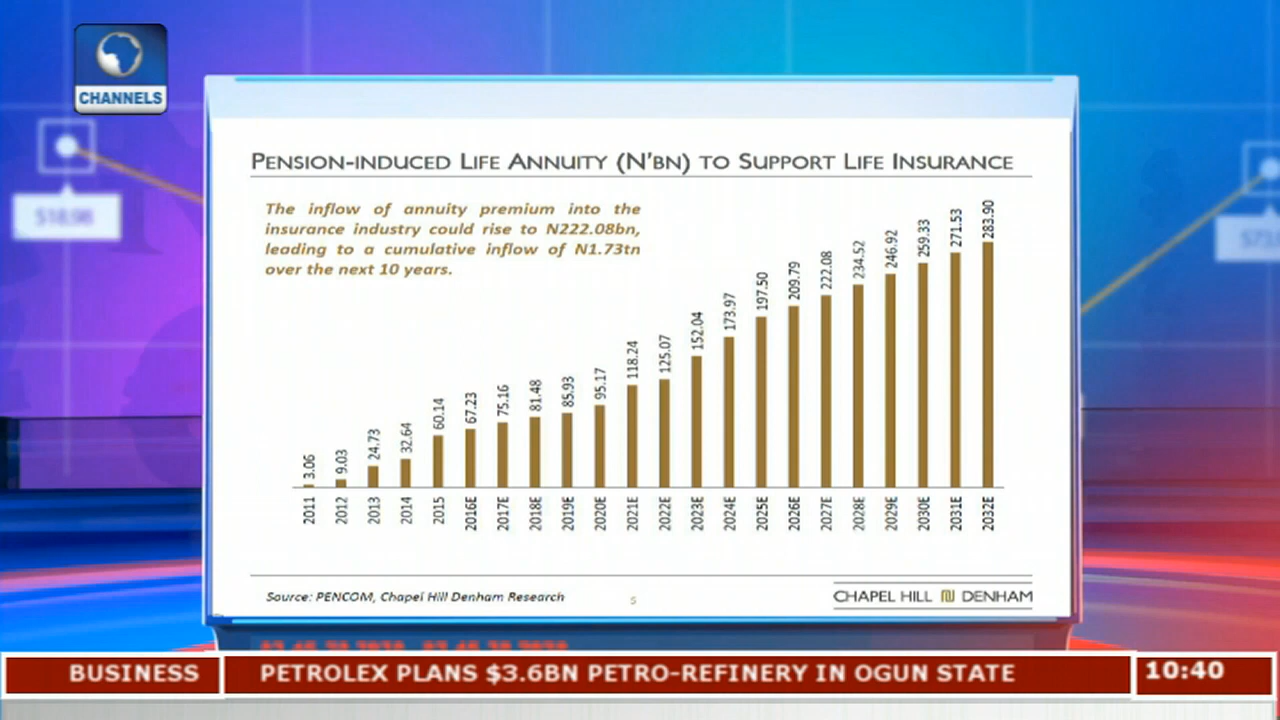 CHANNELS
PENSION-INDUCED LIFE ANNUITY (N'BN) TO SUPPORT LIFE INSURANCE
The inflow of annuity premium into the
insurance industry could rise to N222.08bn,
leading to a cumulative inflow of N1.73tn
over the next 10 years.
3.06 9.03 24.73 32.64 60.14 67.23 75.16 81.48 85.93 95.17 118.24 125.07 152.04 173.97 197.50 209.79 222.08 234.52 246.92 259.33 271.53 283.90
2011 2012 2013 2014 2015 2016E 2017E 2018E 2019E 2020E 2021E 2022E 2023E 2024E 2025E 2026E 2027E 2028E 2029E 2030E 2031E 2032E
Source: PENCOM, Chapel Hill Denham Research
5
CHAPEL HILL DENHAM
BUSINESS
PETROLEX PLANS $3.6BN PETRO-REFINERY IN OGUN STATE
10:40